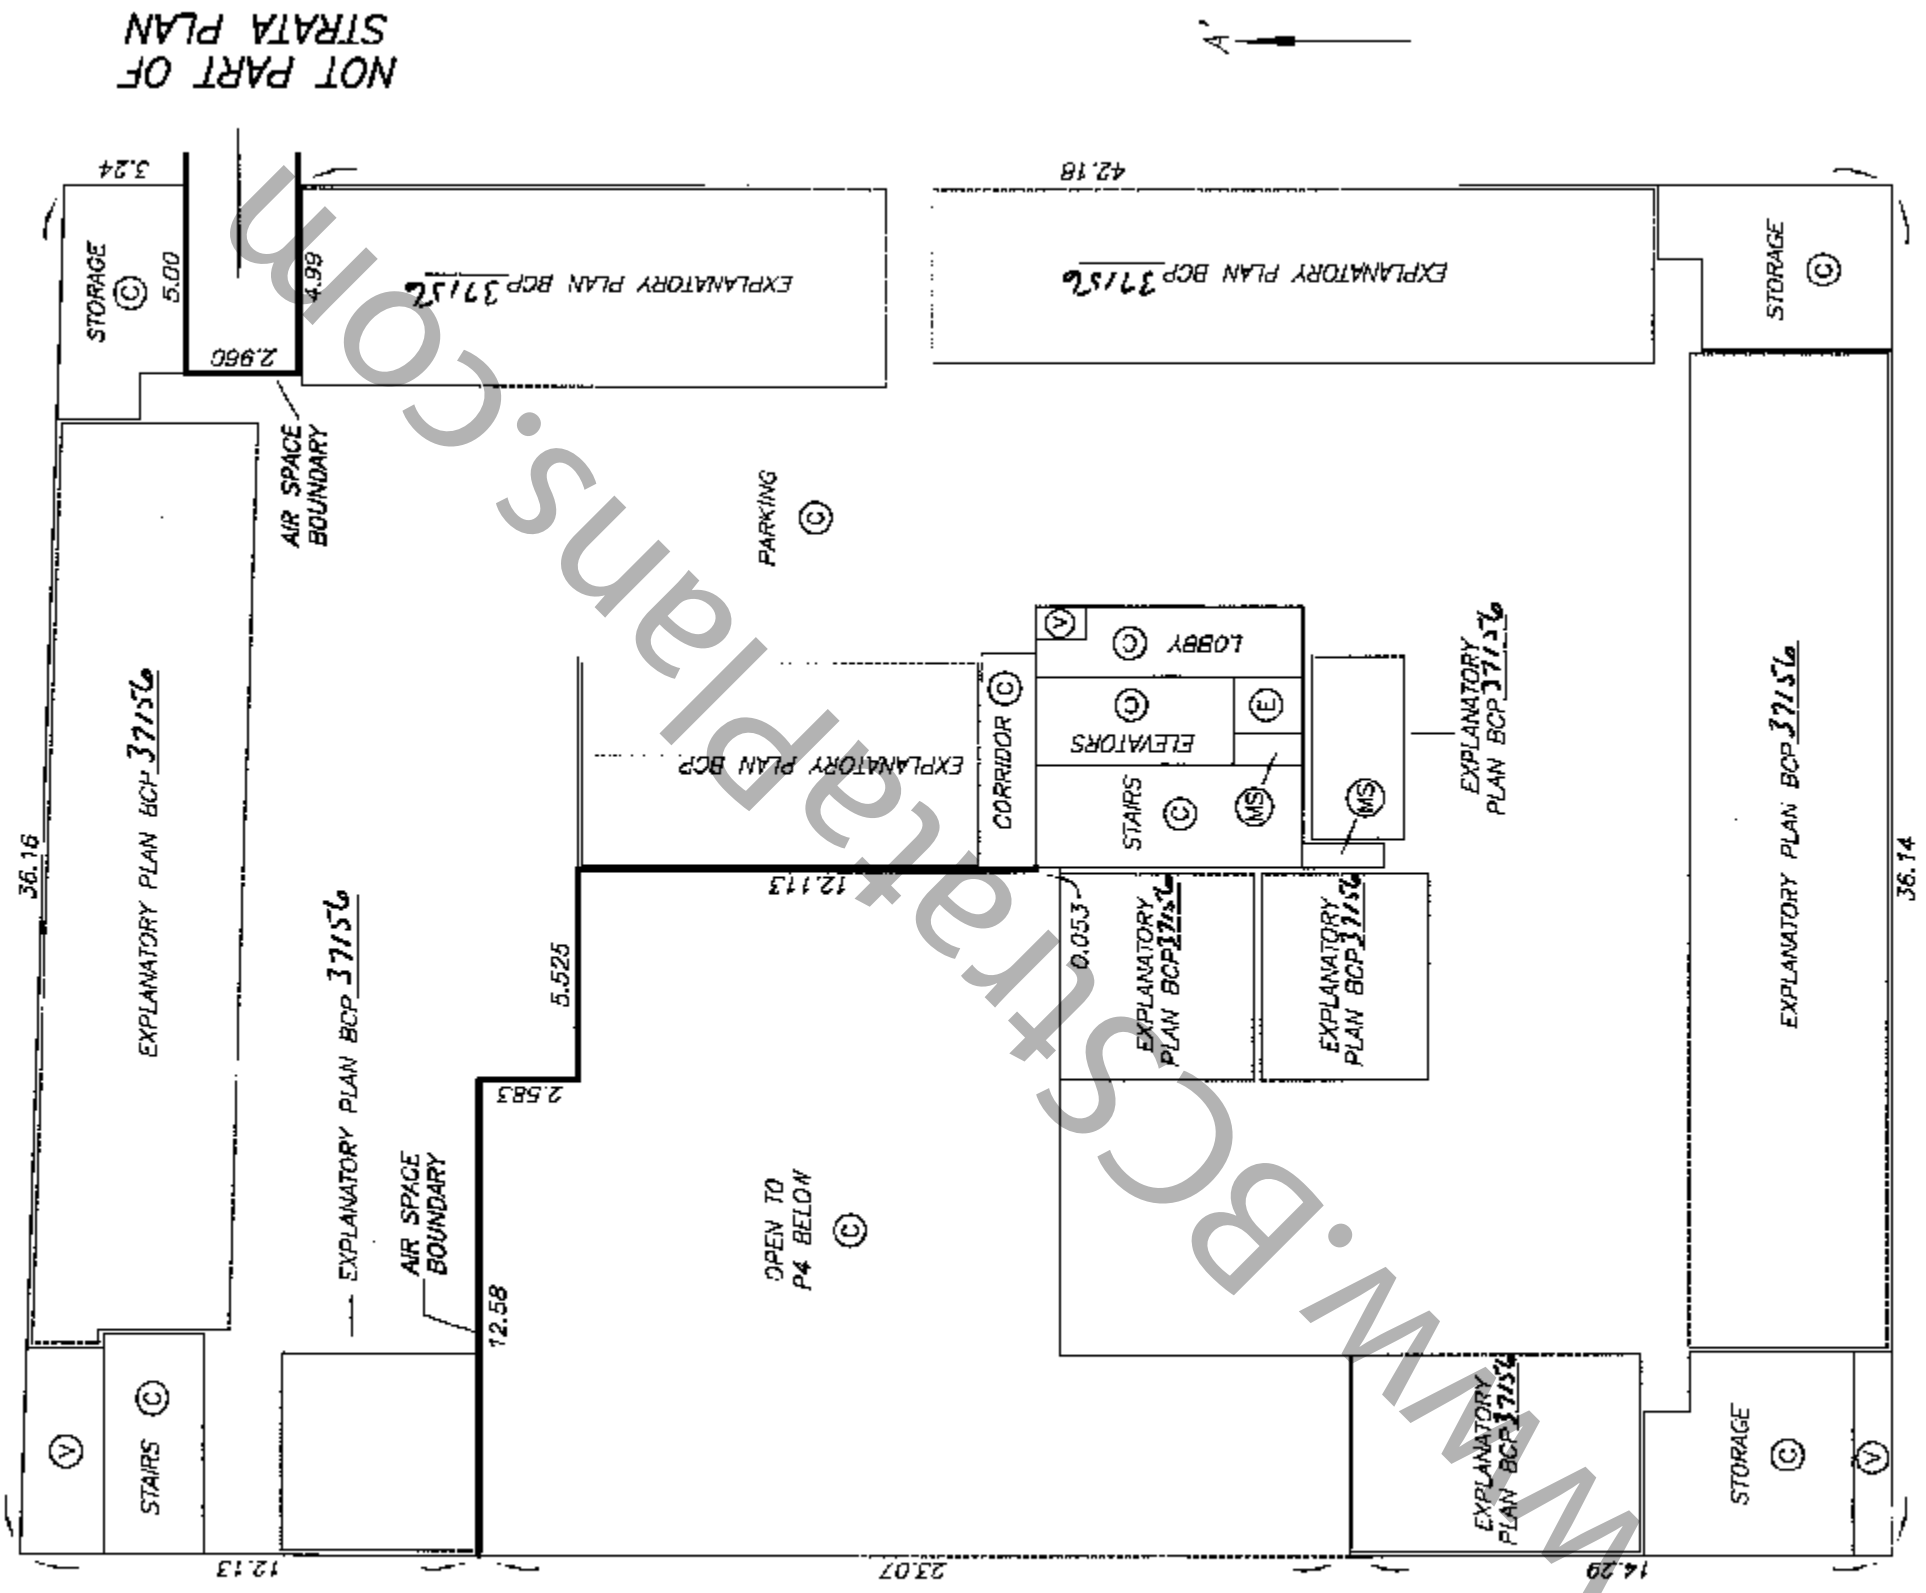 NOT PART OF
STRATA PLAN
A'
3.24
42.18
STORAGE
C
5.00
4.99
2.960
EXPLANATORY PLAN BCP 37156
EXPLANATORY PLAN BCP 37156
STORAGE
C
AIR SPACE
BOUNDARY
PARKING
C
36.16
EXPLANATORY PLAN BCP 37156
EXPLANATORY PLAN BCP 37156
EXPLANATORY PLAN BCP
CORRIDOR C
V
C
LOBBY
C
ELEVATORS
E
MS
STAIRS
C
MS
EXPLANATORY
PLAN BCP 37156
EXPLANATORY PLAN BCP 37156
36.14
12.113
5.525
2.583
0.053
EXPLANATORY
PLAN BCP 37156
EXPLANATORY
PLAN BCP 37156
AIR SPACE
BOUNDARY
12.58
OPEN TO
P4 BELOW
C
V
STAIRS C
EXPLANATORY
PLAN BCP 37156
STORAGE
C
V
12.13
23.07
14.29
www.BCStrataPlans.com